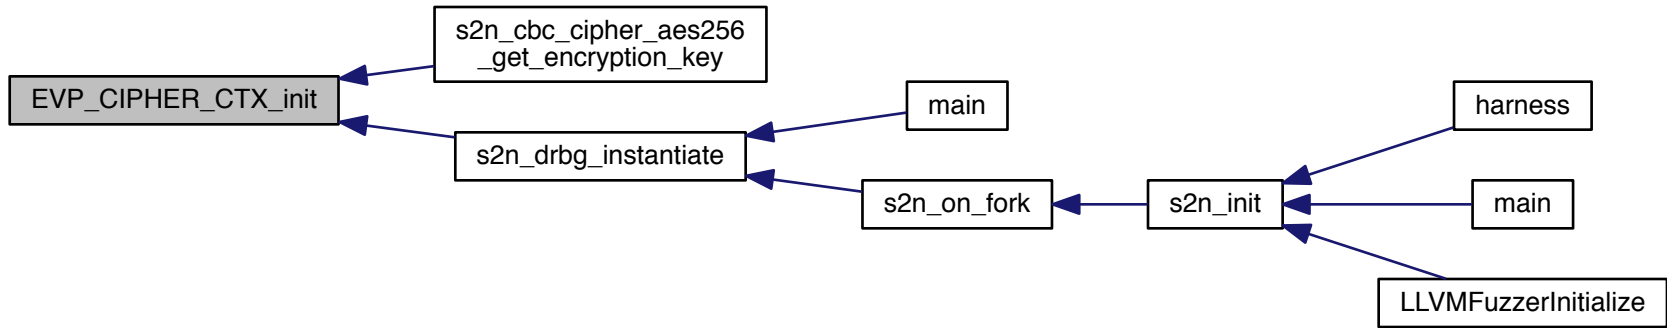 s2n_cbc_cipher_aes256
_get_encryption_key
EVP_CIPHER_CTX_init
main
harness
s2n_drbg_instantiate
s2n_on_fork
s2n_init
main
LLVMFuzzerInitialize